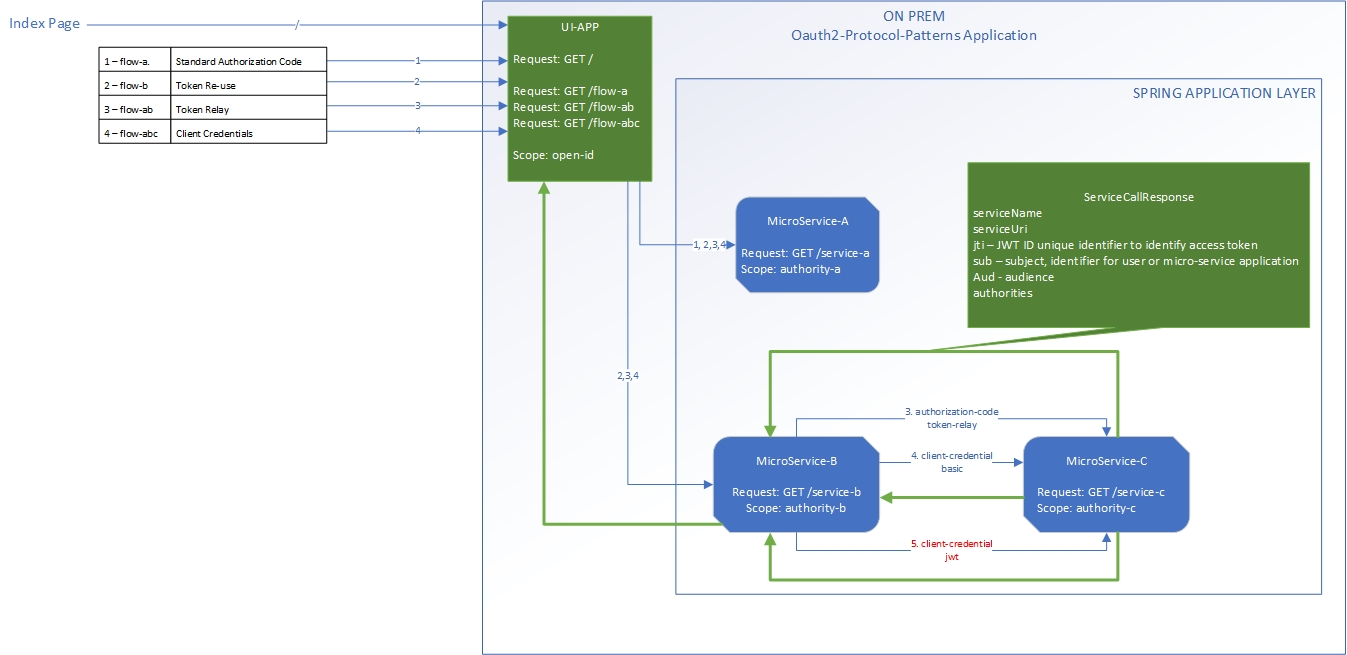 Index Page
/
ON PREM
Oauth2-Protocol-Patterns Application
UI-APP
Request: GET /
Request: GET /flow-a
Request: GET /flow-ab
Request: GET /flow-abc
Scope: open-id
1 – flow-a. Standard Authorization Code
2 – flow-b Token Re-use
3 – flow-ab Token Relay
4 – flow-abc Client Credentials
1
2
3
4
SPRING APPLICATION LAYER
MicroService-A
Request: GET /service-a
Scope: authority-a
1, 2,3,4
ServiceCallResponse
serviceName
serviceUri
jti – JWT ID unique identifier to identify access token
sub – subject, identifier for user or micro-service application
Aud - audience
authorities
2,3,4
3. authorization-code
token-relay
4. client-credential
basic
MicroService-B
Request: GET /service-b
Scope: authority-b
MicroService-C
Request: GET /service-c
Scope: authority-c
5. client-credential
jwt